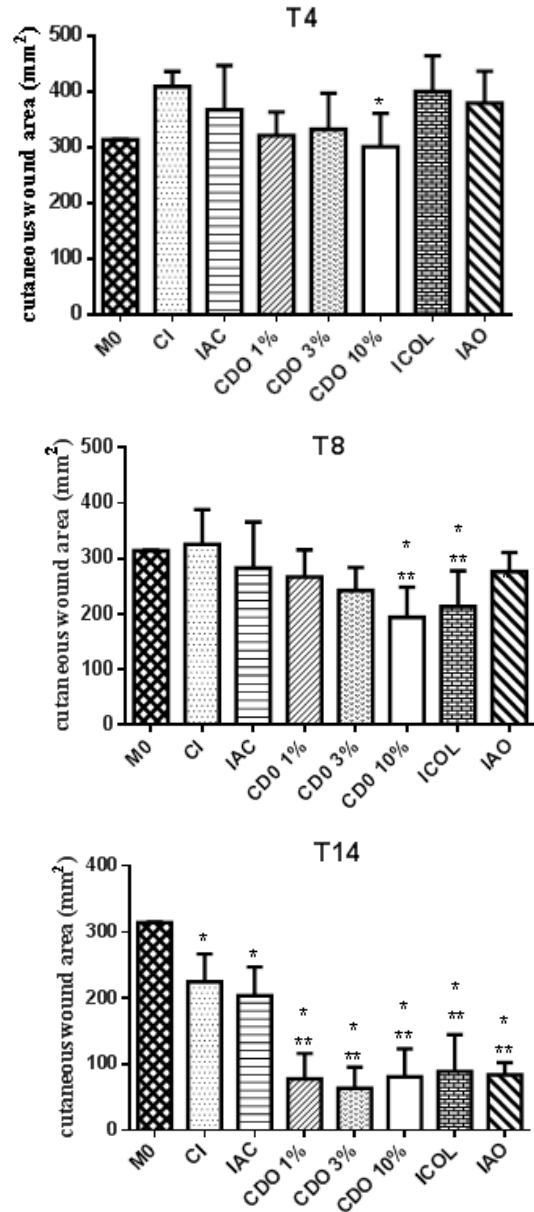 T4
cutaneous wound area (mm²)
500
400
300
200
100
0
*
M0 CI IAC CDO 1% CDO 3% CDO 10% ICOL IAO
T8
cutaneous wound area (mm²)
500
400
300
200
100
0
* *
** **
M0 CI IAC CD0 1% CD0 3% CD0 10% ICOL IAO
T14
cutaneous wound area (mm²)
400
300
200
100
0
* * * * * * *
** ** ** ** **
M0 CI IAC CDO 1% CDO 3% CDO 10% ICOL IAO